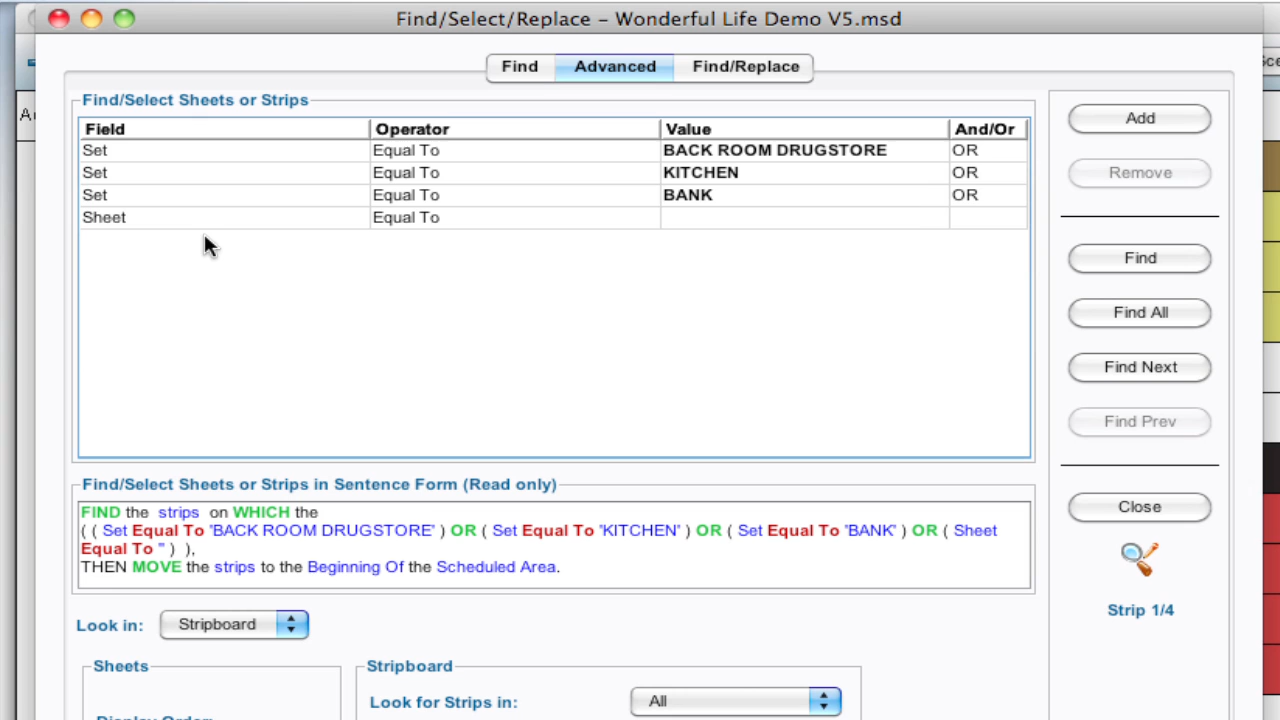 Find/Select/Replace – Wonderful Life Demo V5.msd
Find Advanced Find/Replace
Find/Select Sheets or Strips
Field Operator Value And/Or
Set Equal To BACK ROOM DRUGSTORE OR
Set Equal To KITCHEN OR
Set Equal To BANK OR
Sheet Equal To
Add
Remove
Find
Find All
Find Next
Find Prev
Close
Strip 1/4
Find/Select Sheets or Strips in Sentence Form (Read only)
FIND the strips on WHICH the
( ( Set Equal To "BACK ROOM DRUGSTORE" ) OR ( Set Equal To "KITCHEN" ) OR ( Set Equal To "BANK" ) OR ( Sheet
Equal To " ) ),
THEN MOVE the strips to the Beginning Of the Scheduled Area.
Look in: Stripboard
Sheets
Stripboard
Look for Strips in: All